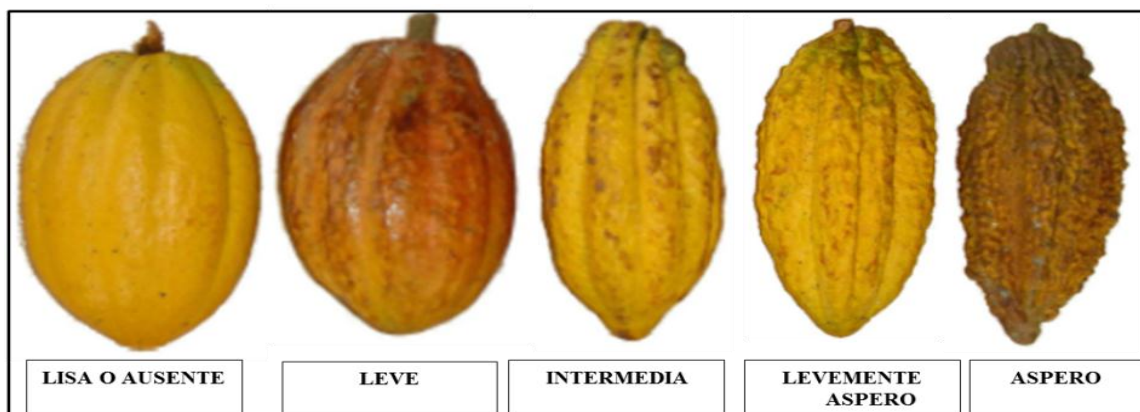 LISA O AUSENTE
LEVE
INTERMEDIA
LEVEMENTE
ASPERO
ASPERO